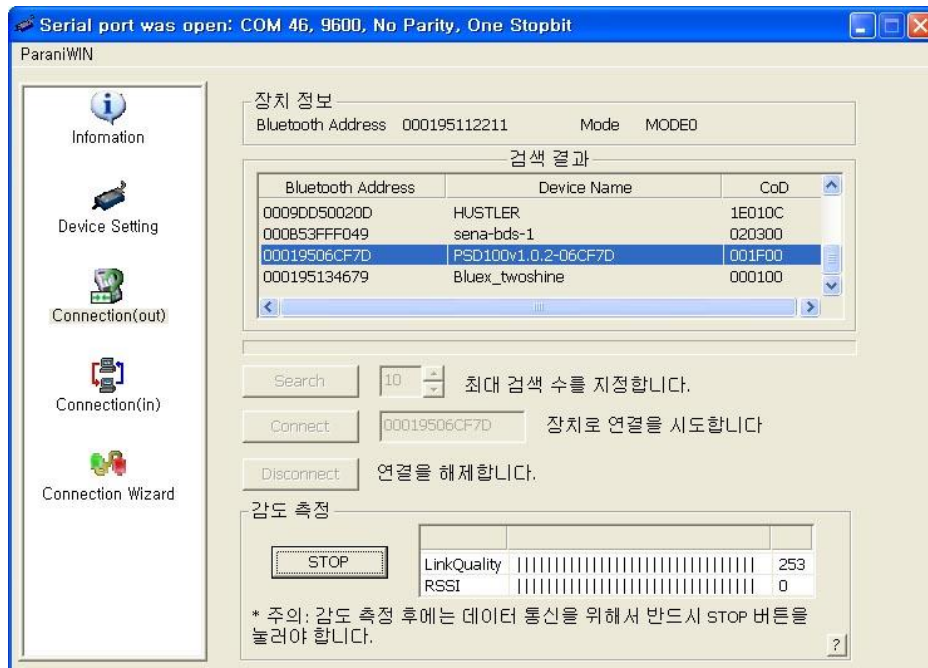 Serial port was open: COM 46, 9600, No Parity, One Stopbit
ParaniWIN
Infomation
Device Setting
Connection(out)
Connection(in)
Connection Wizard
장치 정보
Bluetooth Address 000195112211 Mode MODE0
검색 결과
Bluetooth Address Device Name CoD
0009DD50020D HUSTLER 1E010C
000B53FFF049 sena-bds-1 020300
00019506CF7D PSD100v1.0.2-06CF7D 001F00
000195134679 Bluex_twoshine 000100
Search 10 최대 검색 수를 지정합니다.
Connect 00019506CF7D 장치로 연결을 시도합니다
Disconnect 연결을 해제합니다.
감도 측정
STOP
LinkQuality |||||||||||||||||||||||||||||| 253
RSSI |||||||||||||||||||||||||||||| 0
* 주의: 감도 측정 후에는 데이터 통신을 위해서 반드시 STOP 버튼을
눌러야 합니다.
?